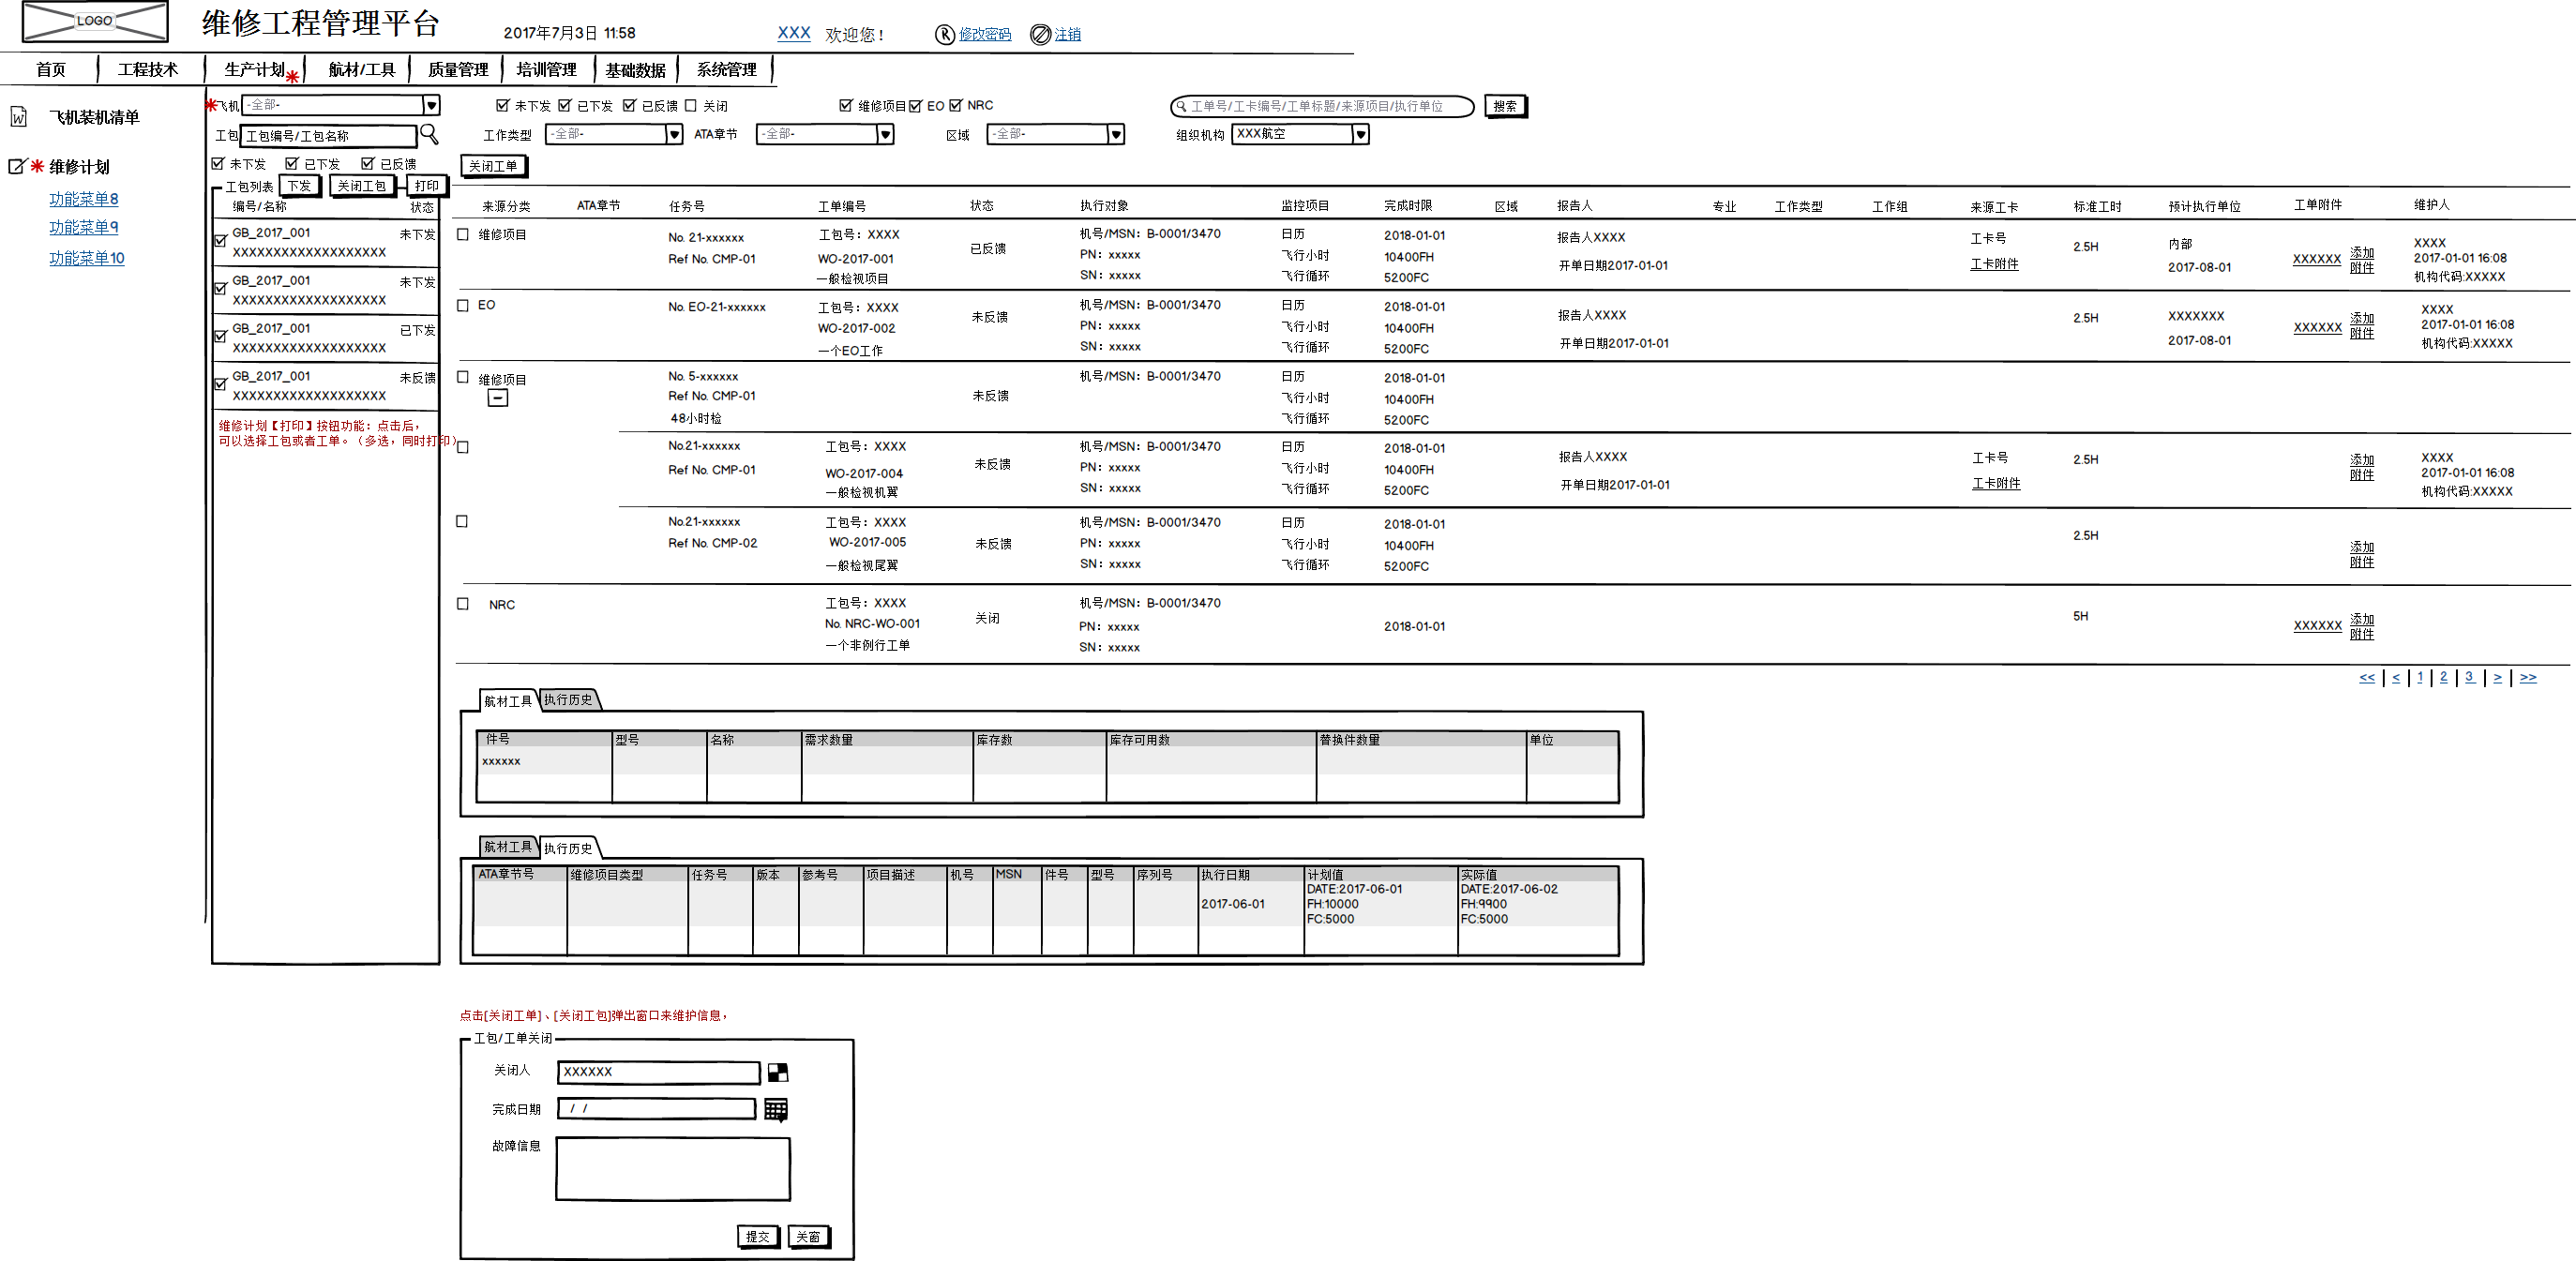 LOGO 维修工程管理平台 2017年7月3日 11:58 XXX 欢迎您！ 修改密码 注销
首页 工程技术 生产计划 航材/工具 质量管理 培训管理 基础数据 系统管理
飞机装机清单
维修计划
功能菜单8
功能菜单9
功能菜单10
飞机 -全部-
工包 工包编号/工包名称
未下发 已下发 已反馈
工包列表 下发 关闭工包 打印
编号/名称 状态
GB_2017_001 未下发
XXXXXXXXXXXXXXXXXXX
GB_2017_001 未下发
XXXXXXXXXXXXXXXXXXX
GB_2017_001 已下发
XXXXXXXXXXXXXXXXXXX
GB_2017_001 未反馈
XXXXXXXXXXXXXXXXXXX
维修计划【打印】按钮功能：点击后，
可以选择工包或者工单。（多选，同时打印）
未下发 已下发 已反馈 关闭 维修项目 EO NRC 工单号/工卡编号/工单标题/来源项目/执行单位 搜索
工作类型 -全部- ATA章节 -全部- 区域 -全部- 组织机构 XXX航空
关闭工单
来源分类 ATA章节 任务号 工单编号 状态 执行对象 监控项目 完成时限 区域 报告人 专业 工作类型 工作组 来源工卡 标准工时 预计执行单位 工单附件 维护人
维修项目 No. 21-xxxxxx 工包号：XXXX 已反馈 机号/MSN：B-0001/3470 日历 2018-01-01 报告人XXXX 工卡号 2.5H 内部 XXXXXX 添加 XXXX
Ref No. CMP-01 WO-2017-001 PN：xxxxx 飞行小时 10400FH 开单日期2017-01-01 工卡附件 2017-08-01 附件 2017-01-01 16:08
一般检视项目 SN：xxxxx 飞行循环 5200FC 机构代码:XXXXX
EO No. EO-21-xxxxxx 工包号：XXXX 未反馈 机号/MSN：B-0001/3470 日历 2018-01-01 报告人XXXX 2.5H XXXXXXX XXXXXX 添加 XXXX
WO-2017-002 PN：xxxxx 飞行小时 10400FH 开单日期2017-01-01 2017-08-01 附件 2017-01-01 16:08
一个EO工作 SN：xxxxx 飞行循环 5200FC 机构代码:XXXXX
维修项目 No. 5-xxxxxx 未反馈 机号/MSN：B-0001/3470 日历 2018-01-01
Ref No. CMP-01 飞行小时 10400FH
48小时检 飞行循环 5200FC
No.21-xxxxxx 工包号：XXXX 未反馈 机号/MSN：B-0001/3470 日历 2018-01-01 报告人XXXX 工卡号 2.5H 添加 XXXX
Ref No. CMP-01 WO-2017-004 PN：xxxxx 飞行小时 10400FH 开单日期2017-01-01 工卡附件 附件 2017-01-01 16:08
一般检视机翼 SN：xxxxx 飞行循环 5200FC 机构代码:XXXXX
No.21-xxxxxx 工包号：XXXX 未反馈 机号/MSN：B-0001/3470 日历 2018-01-01 2.5H 添加
Ref No. CMP-02 WO-2017-005 PN：xxxxx 飞行小时 10400FH 附件
一般检视尾翼 SN：xxxxx 飞行循环 5200FC
NRC 工包号：XXXX 关闭 机号/MSN：B-0001/3470 2018-01-01 5H XXXXXX 添加
No. NRC-WO-001 PN：xxxxx 附件
一个非例行工单 SN：xxxxx
<< | < | 1 | 2 | 3 | > | >>
航材工具 执行历史
件号 型号 名称 需求数量 库存数 库存可用数 替换件数量 单位
xxxxxx
航材工具 执行历史
ATA章节号 维修项目类型 任务号 版本 参考号 项目描述 机号 MSN 件号 型号 序列号 执行日期 计划值 实际值
DATE:2017-06-01 DATE:2017-06-02
2017-06-01 FH:10000 FH:9900
FC:5000 FC:5000
点击[关闭工单]、[关闭工包]弹出窗口来维护信息，
工包/工单关闭
关闭人 XXXXXX
完成日期 / /
故障信息
提交 关窗